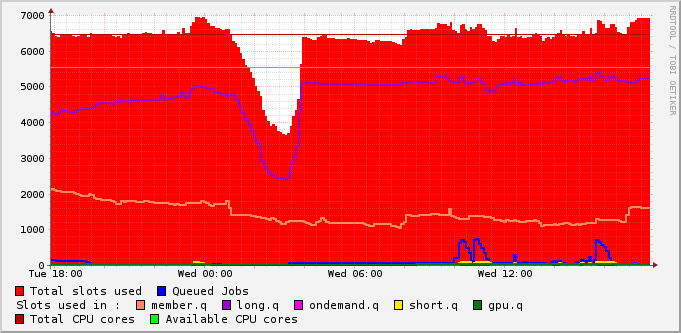 RRDTOOL / TOBI OETIKER
7000
6000
5000
4000
3000
2000
1000
0
Tue 18:00 Wed 00:00 Wed 06:00 Wed 12:00
Total slots used Queued Jobs
Slots used in : member.q long.q ondemand.q short.q gpu.q
Total CPU cores Available CPU cores